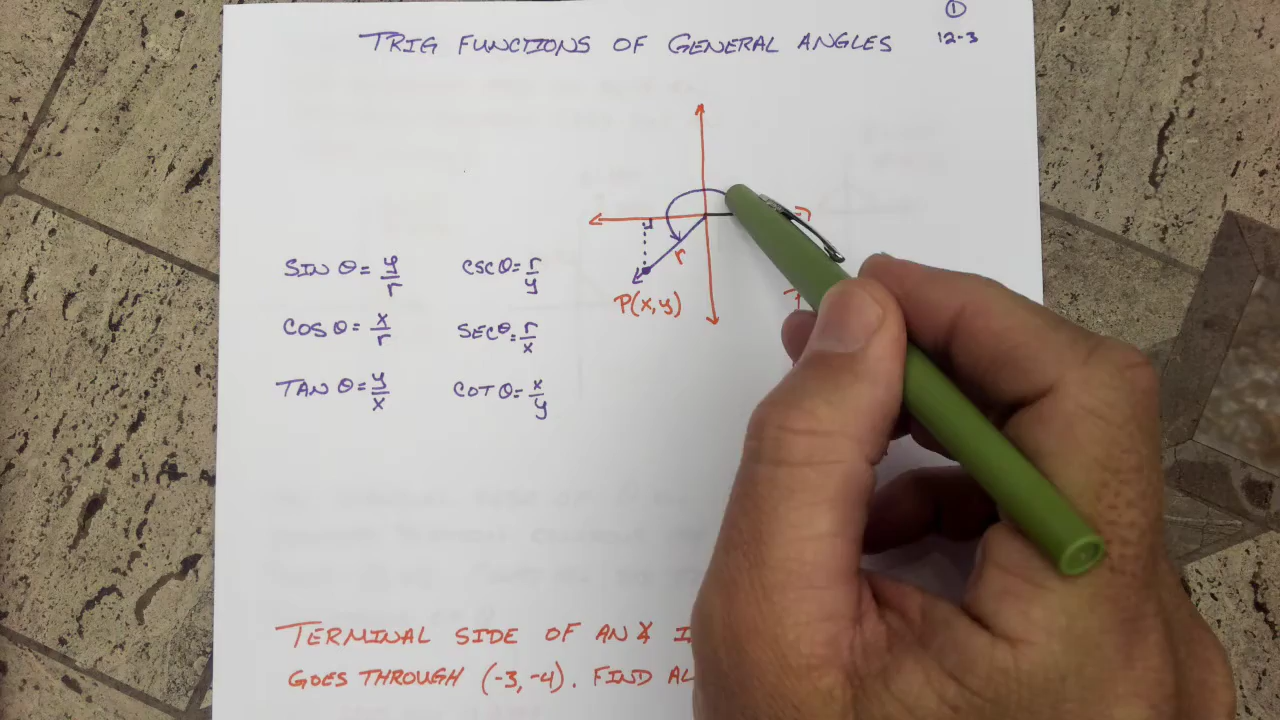 ①
TRIG FUNCTIONS OF GENERAL ANGLES 12-3
r
P(x,y)
SIN θ = y/r CSC θ = r/y
COS θ = x/r SEC θ = r/x
TAN θ = y/x COT θ = x/y
TERMINAL SIDE OF AN ∡
GOES THROUGH (-3,-4). FIND